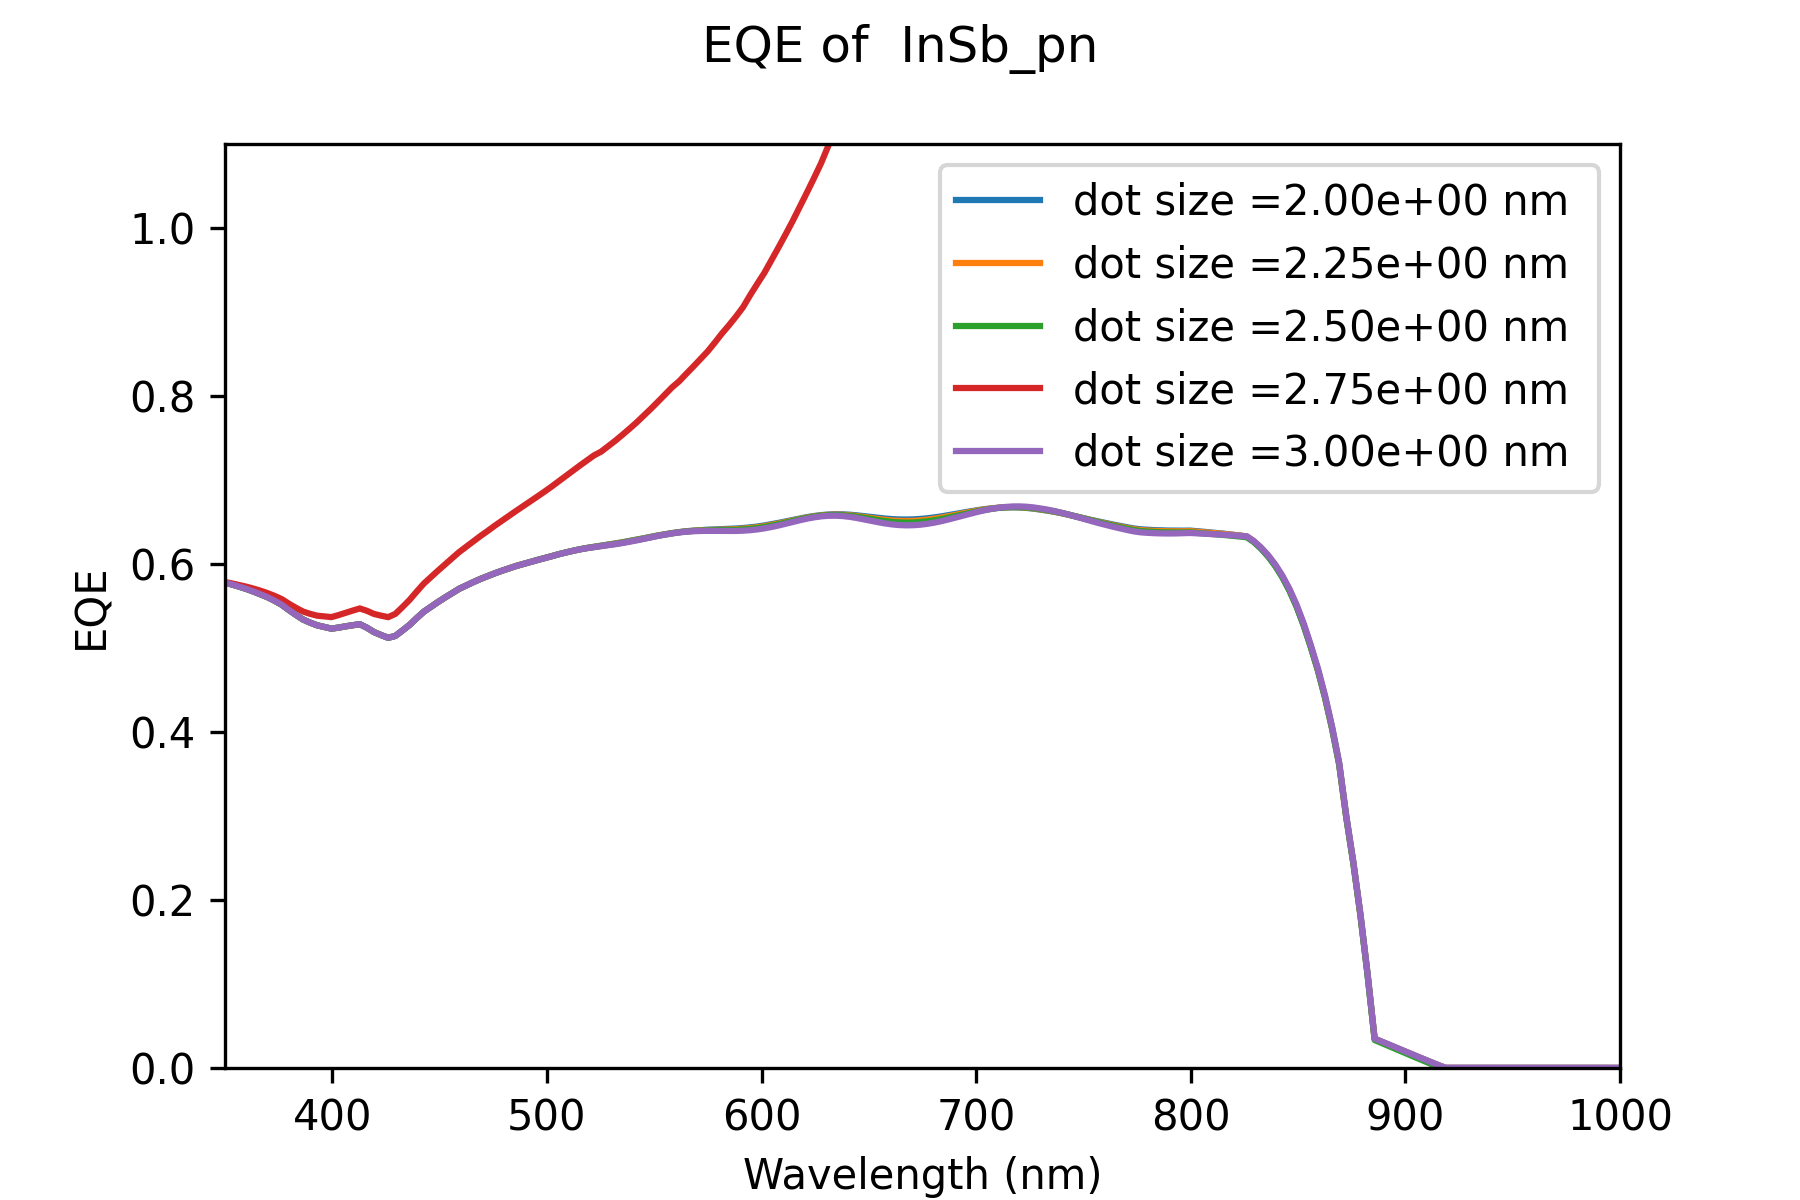 EQE of  InSb_pn
EQE
1.0
0.8
0.6
0.4
0.2
0.0
dot size =2.00e+00 nm
dot size =2.25e+00 nm
dot size =2.50e+00 nm
dot size =2.75e+00 nm
dot size =3.00e+00 nm
400 500 600 700 800 900 1000
Wavelength (nm)